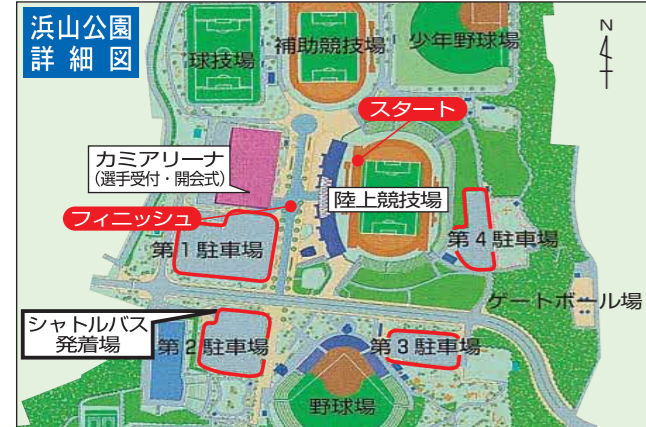 浜山公園
詳細図
球技場
補助競技場
少年野球場
N
スタート
カミアリーナ
(選手受付・開会式)
フィニッシュ
陸上競技場
第1駐車場
第4駐車場
ゲートボール場
シャトルバス
発着場
第2駐車場
第3駐車場
野球場